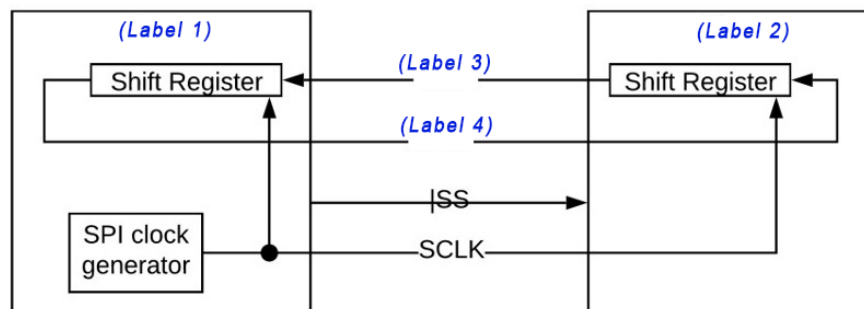 (Label 1)
(Label 2)
Shift Register
(Label 3)
Shift Register
(Label 4)
|SS
SPI clock
generator
SCLK